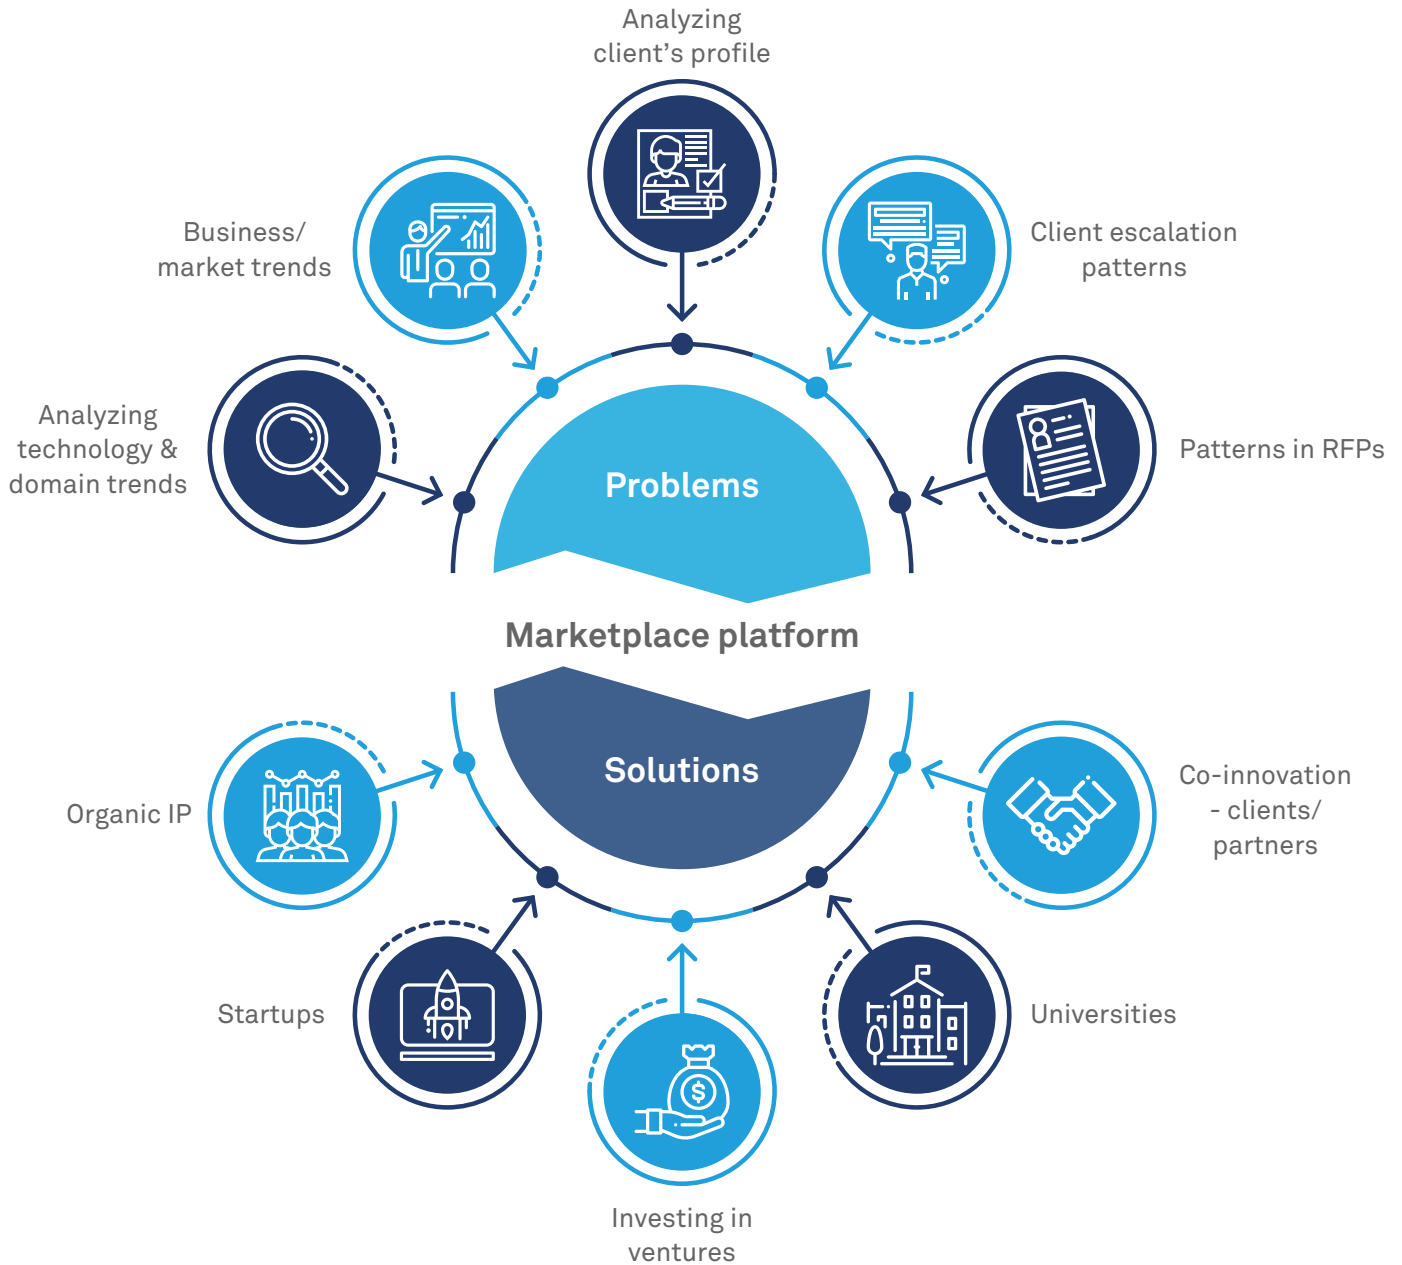 Analyzing
client’s profile
Business/
market trends
Client escalation
patterns
Analyzing
technology &
domain trends
Patterns in RFPs
Problems
Marketplace platform
Solutions
Organic IP
Co-innovation
- clients/
partners
Startups
Universities
$
Investing in
ventures